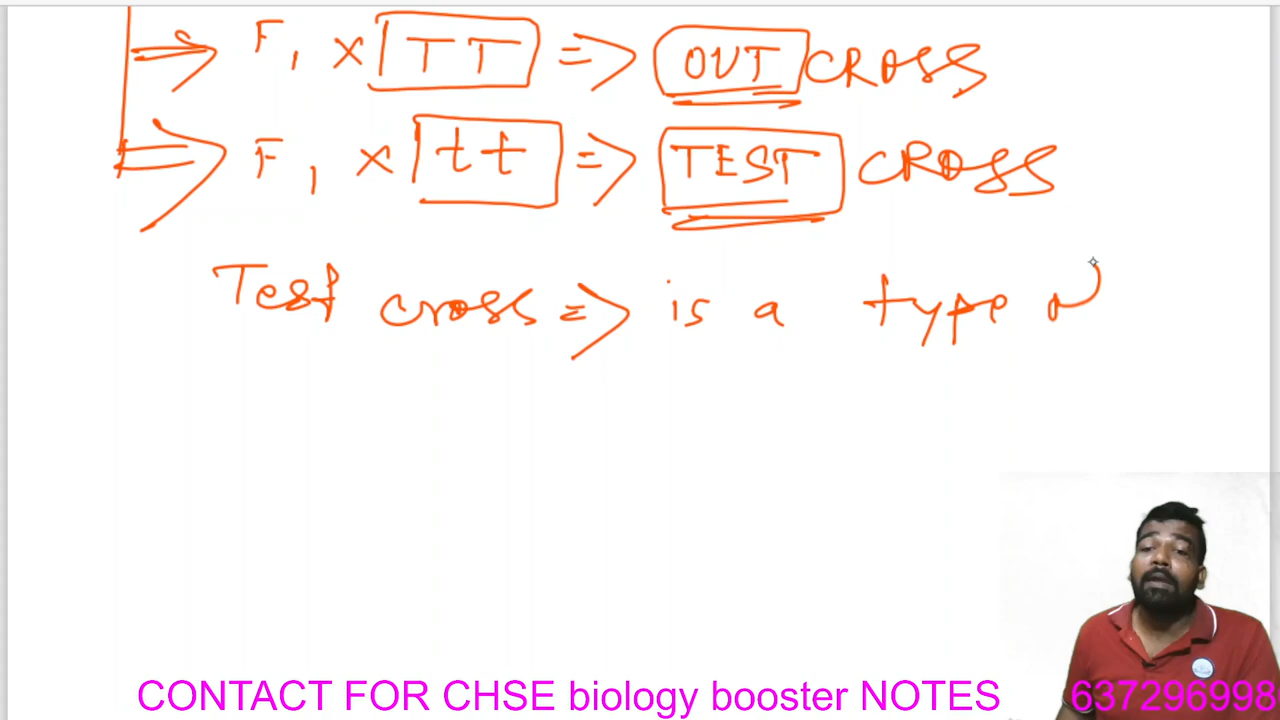 F1 × TT ⇒ OUT CROSS
F1 × tt ⇒ TEST CROSS
Test cross ⇒ is a type
CONTACT FOR CHSE biology booster NOTES 637296998